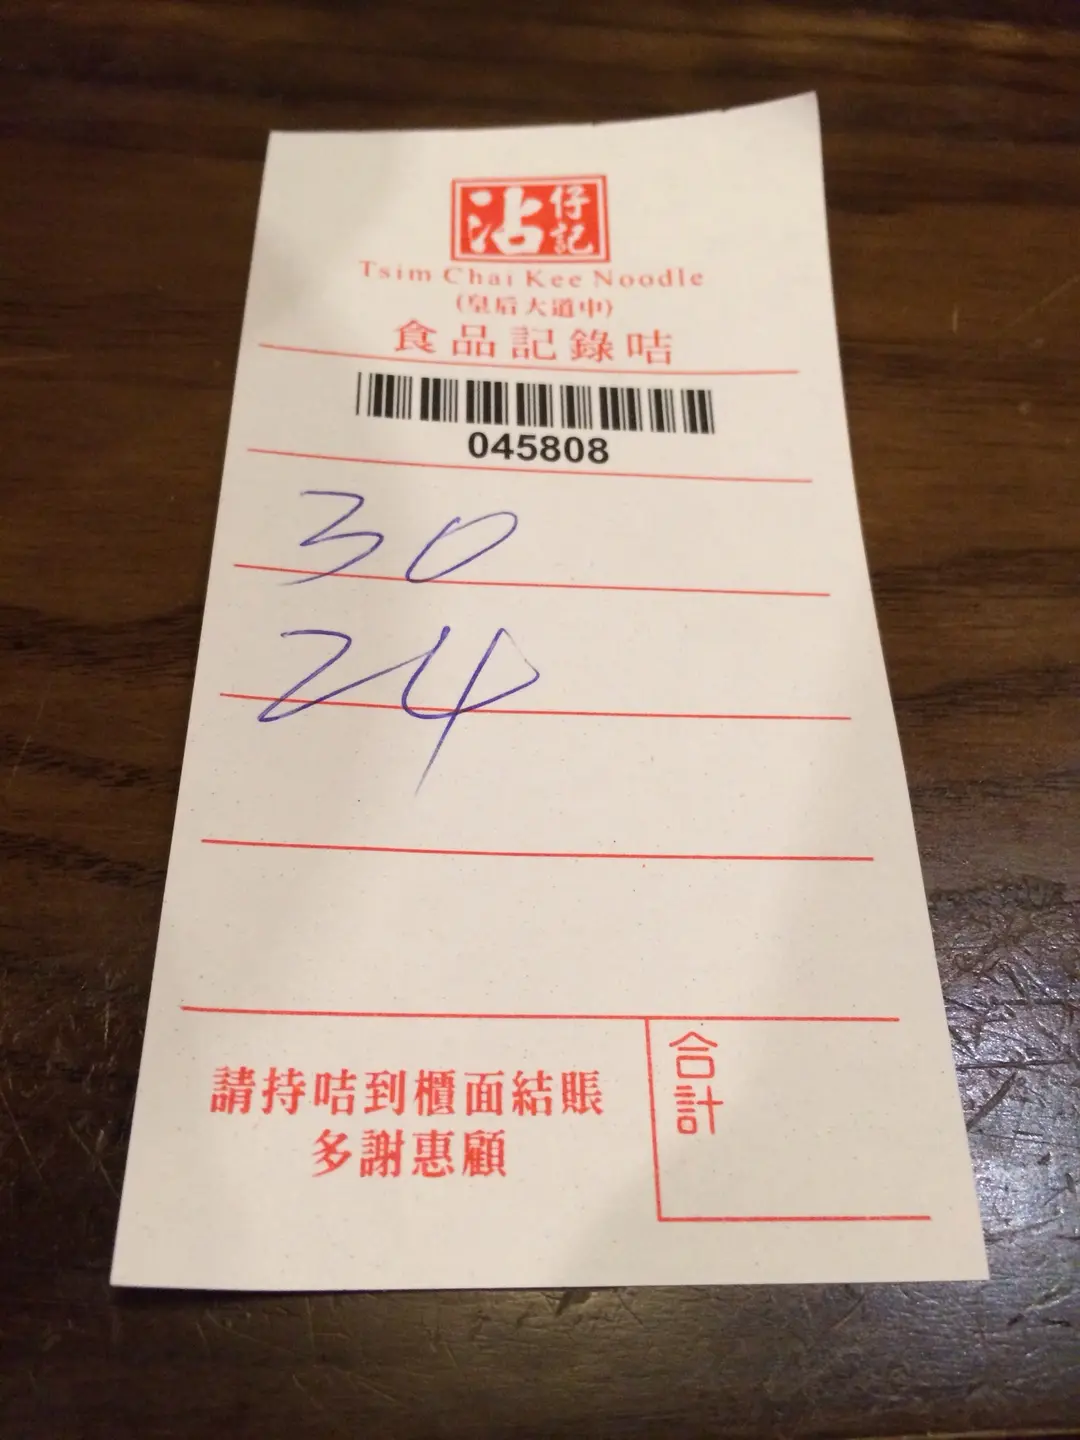 沾仔記
Tsim Chai Kee Noodle
(皇后大道中)
食品記錄咭
045808
30
24
請持咭到櫃面結賬
多謝惠顧
合計